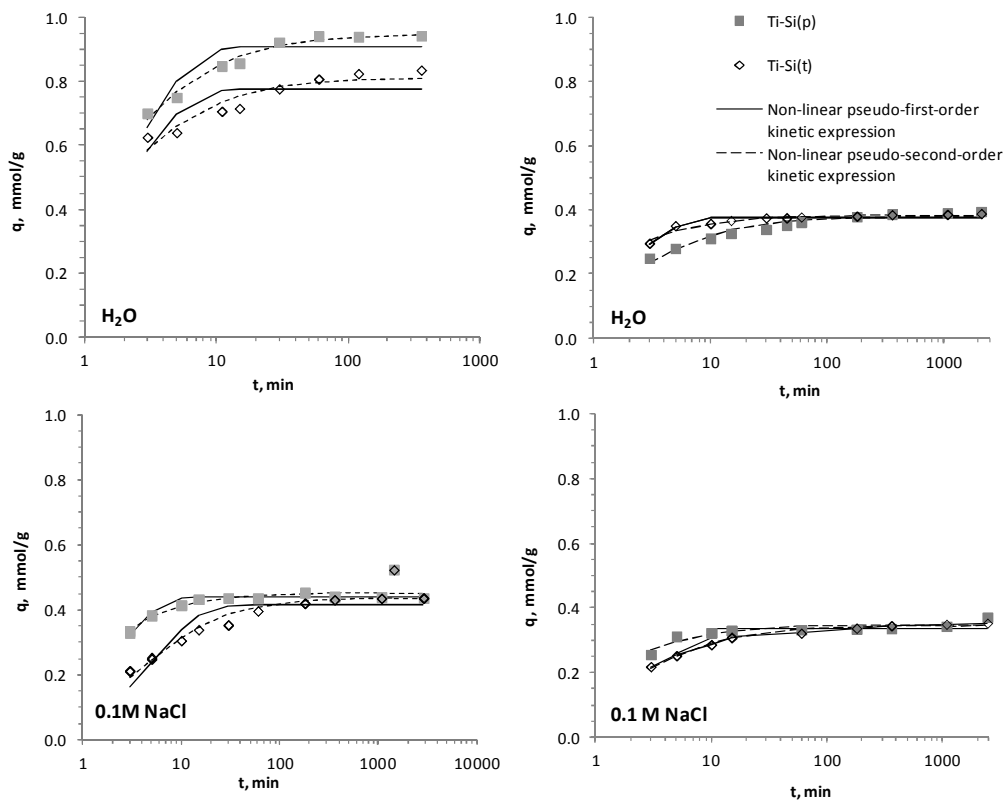 1.0
0.8
0.6
0.4
0.2
0.0
q, mmol/g
H₂O
1 10 100 1000
t, min
1.0
0.8
0.6
0.4
0.2
0.0
q, mmol/g
Ti-Si(p)
Ti-Si(t)
Non-linear pseudo-first-order
kinetic expression
Non-linear pseudo-second-order
kinetic expression
H₂O
1 10 100 1000
t, min
1.0
0.8
0.6
0.4
0.2
0.0
q, mmol/g
0.1M NaCl
1 10 100 1000 10000
t, min
1.0
0.8
0.6
0.4
0.2
0.0
q, mmol/g
0.1 M NaCl
1 10 100 1000
t, min